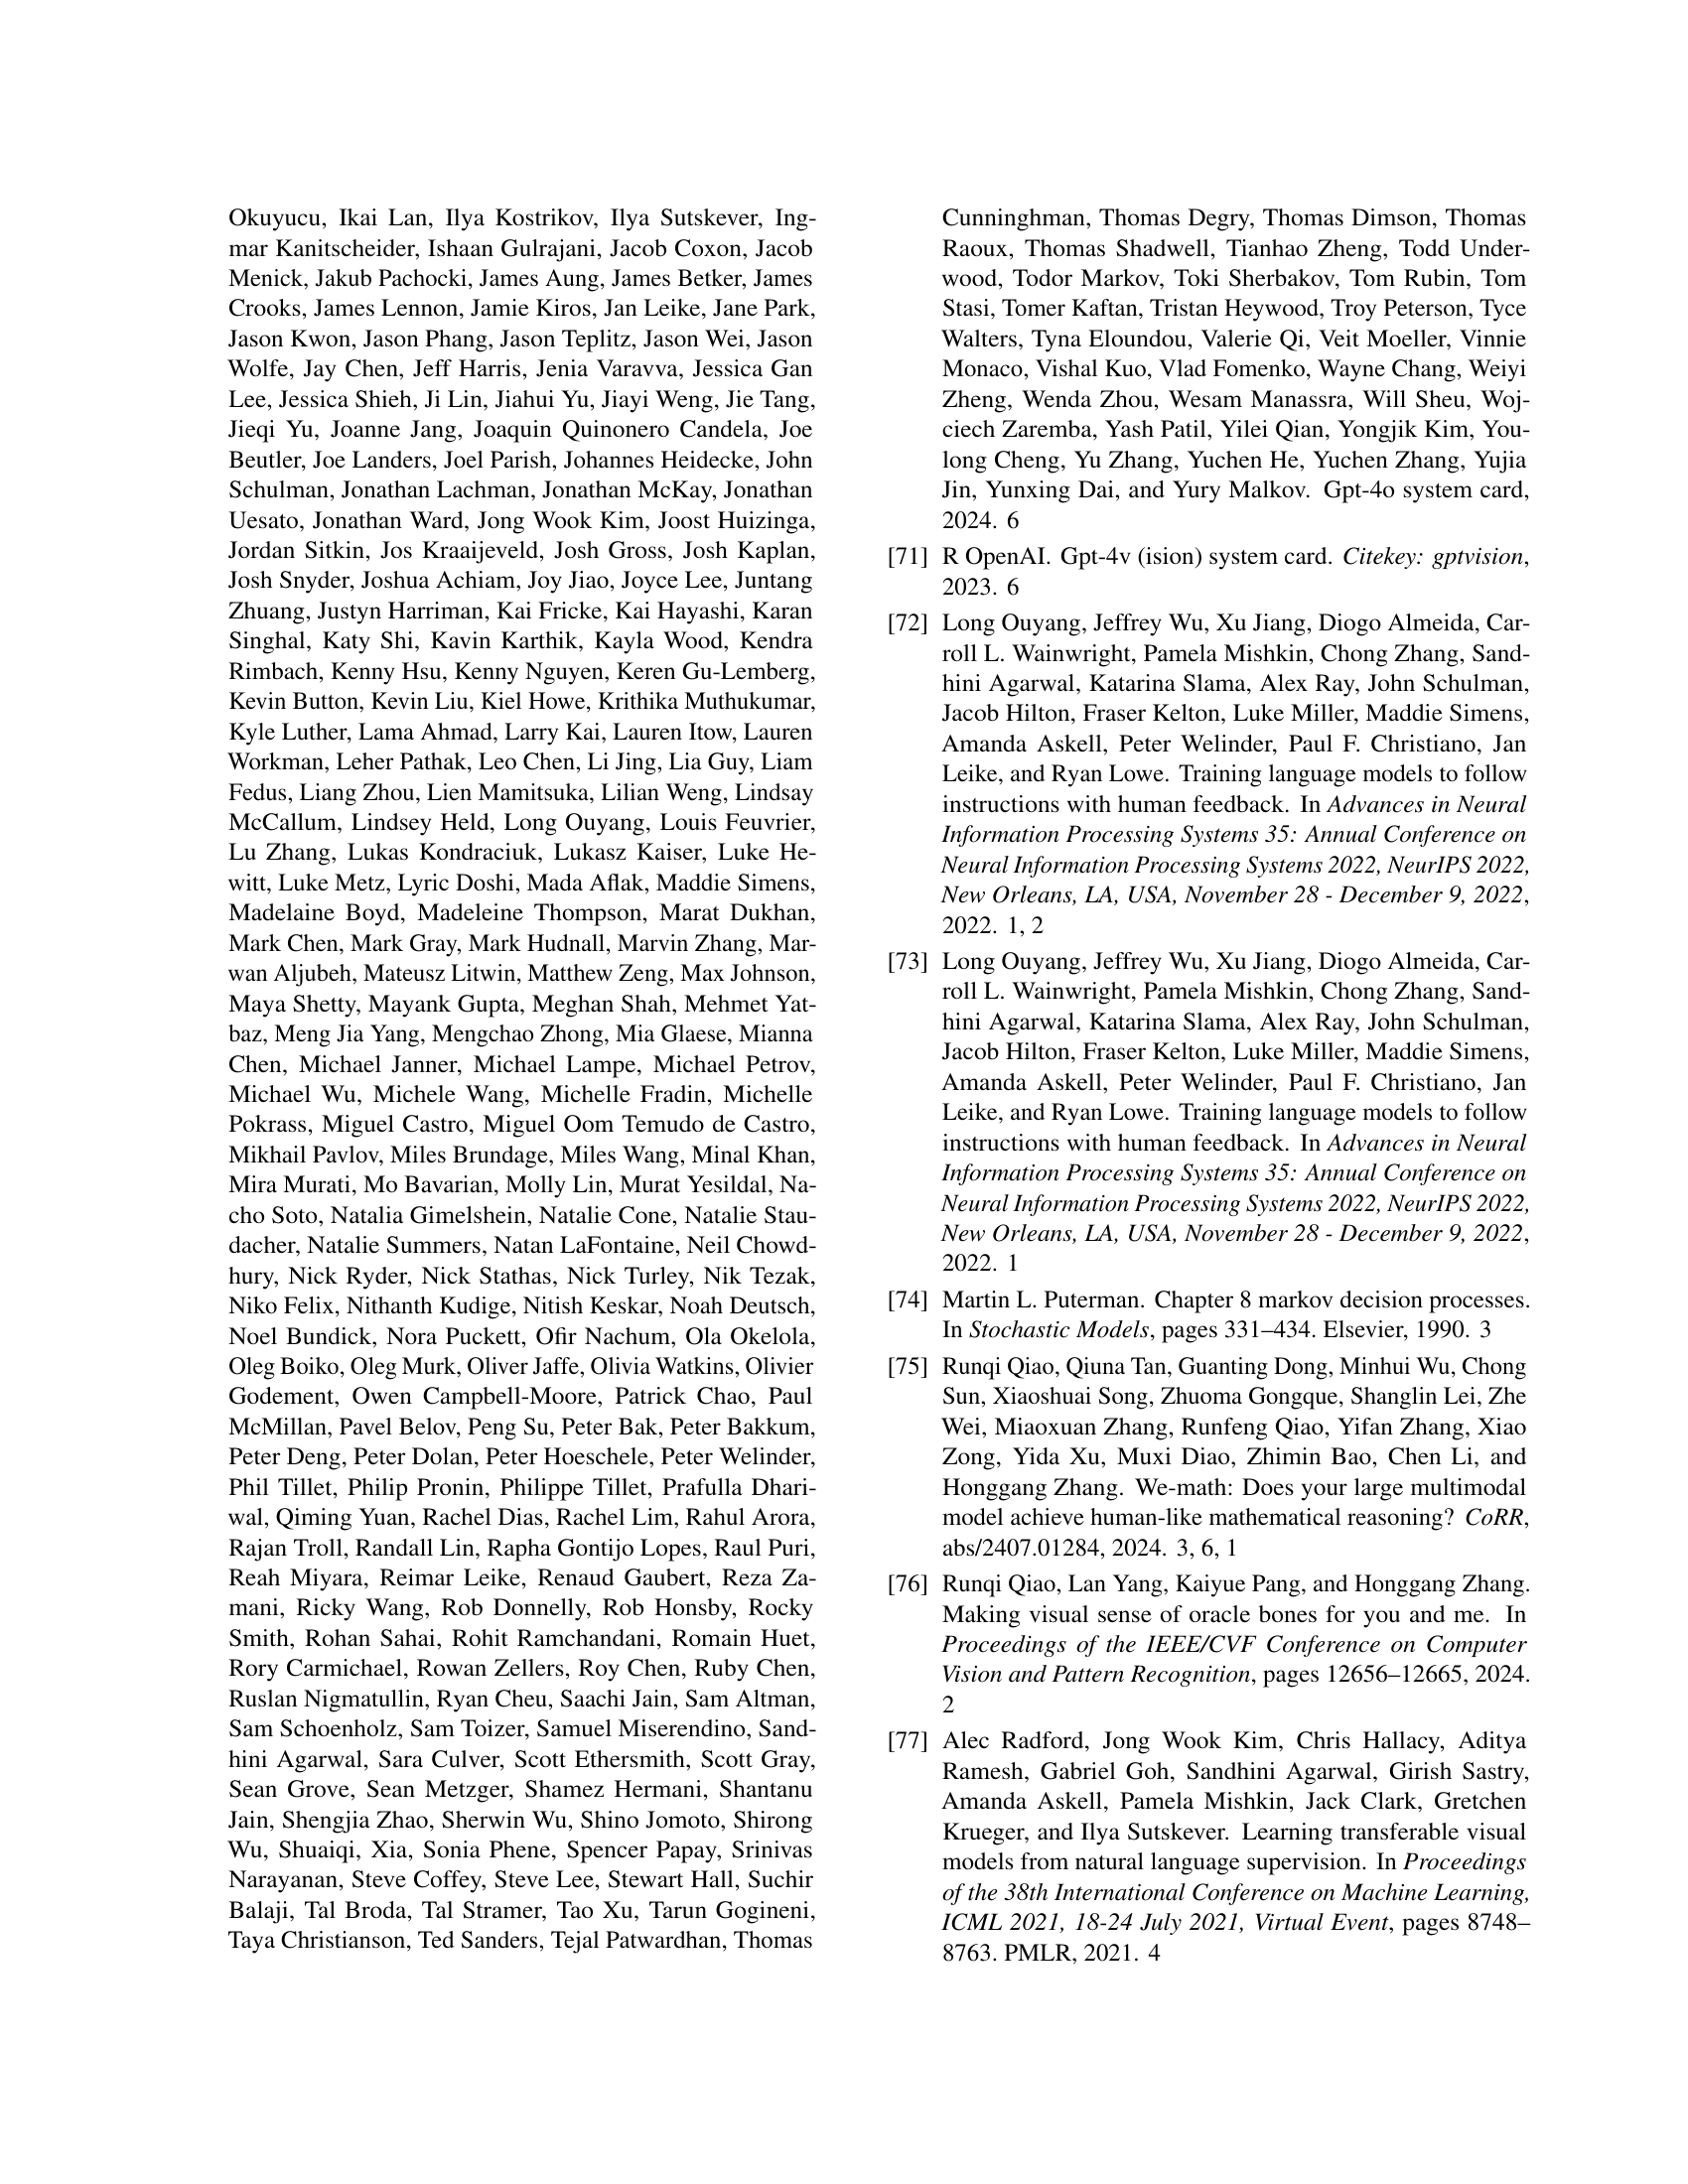 Okuyucu, Ikai Lan, Ilya Kostrikov, Ilya Sutskever, Ing-
mar Kanitscheider, Ishaan Gulrajani, Jacob Coxon, Jacob
Menick, Jakub Pachocki, James Aung, James Betker, James
Crooks, James Lennon, Jamie Kiros, Jan Leike, Jane Park,
Jason Kwon, Jason Phang, Jason Teplitz, Jason Wei, Jason
Wolfe, Jay Chen, Jeff Harris, Jenia Varavva, Jessica Gan
Lee, Jessica Shieh, Ji Lin, Jiahui Yu, Jiayi Weng, Jie Tang,
Jieqi Yu, Joanne Jang, Joaquin Quinonero Candela, Joe
Beutler, Joe Landers, Joel Parish, Johannes Heidecke, John
Schulman, Jonathan Lachman, Jonathan McKay, Jonathan
Uesato, Jonathan Ward, Jong Wook Kim, Joost Huizinga,
Jordan Sitkin, Jos Kraaijeveld, Josh Gross, Josh Kaplan,
Josh Snyder, Joshua Achiam, Joy Jiao, Joyce Lee, Juntang
Zhuang, Justyn Harriman, Kai Fricke, Kai Hayashi, Karan
Singhal, Katy Shi, Kavin Karthik, Kayla Wood, Kendra
Rimbach, Kenny Hsu, Kenny Nguyen, Keren Gu-Lemberg,
Kevin Button, Kevin Liu, Kiel Howe, Krithika Muthukumar,
Kyle Luther, Lama Ahmad, Larry Kai, Lauren Itow, Lauren
Workman, Leher Pathak, Leo Chen, Li Jing, Lia Guy, Liam
Fedus, Liang Zhou, Lien Mamitsuka, Lilian Weng, Lindsay
McCallum, Lindsey Held, Long Ouyang, Louis Feuvrier,
Lu Zhang, Lukas Kondraciuk, Lukasz Kaiser, Luke He-
witt, Luke Metz, Lyric Doshi, Mada Aflak, Maddie Simens,
Madelaine Boyd, Madeleine Thompson, Marat Dukhan,
Mark Chen, Mark Gray, Mark Hudnall, Marvin Zhang, Mar-
wan Aljubeh, Mateusz Litwin, Matthew Zeng, Max Johnson,
Maya Shetty, Mayank Gupta, Meghan Shah, Mehmet Yat-
baz, Meng Jia Yang, Mengchao Zhong, Mia Glaese, Mianna
Chen, Michael Janner, Michael Lampe, Michael Petrov,
Michael Wu, Michele Wang, Michelle Fradin, Michelle
Pokrass, Miguel Castro, Miguel Oom Temudo de Castro,
Mikhail Pavlov, Miles Brundage, Miles Wang, Minal Khan,
Mira Murati, Mo Bavarian, Molly Lin, Murat Yesildal, Na-
cho Soto, Natalia Gimelshein, Natalie Cone, Natalie Stau-
dacher, Natalie Summers, Natan LaFontaine, Neil Chowd-
hury, Nick Ryder, Nick Stathas, Nick Turley, Nik Tezak,
Niko Felix, Nithanth Kudige, Nitish Keskar, Noah Deutsch,
Noel Bundick, Nora Puckett, Ofir Nachum, Ola Okelola,
Oleg Boiko, Oleg Murk, Oliver Jaffe, Olivia Watkins, Olivier
Godement, Owen Campbell-Moore, Patrick Chao, Paul
McMillan, Pavel Belov, Peng Su, Peter Bak, Peter Bakkum,
Peter Deng, Peter Dolan, Peter Hoeschele, Peter Welinder,
Phil Tillet, Philip Pronin, Philippe Tillet, Prafulla Dhari-
wal, Qiming Yuan, Rachel Dias, Rachel Lim, Rahul Arora,
Rajan Troll, Randall Lin, Rapha Gontijo Lopes, Raul Puri,
Reah Miyara, Reimar Leike, Renaud Gaubert, Reza Za-
mani, Ricky Wang, Rob Donnelly, Rob Honsby, Rocky
Smith, Rohan Sahai, Rohit Ramchandani, Romain Huet,
Rory Carmichael, Rowan Zellers, Roy Chen, Ruby Chen,
Ruslan Nigmatullin, Ryan Cheu, Saachi Jain, Sam Altman,
Sam Schoenholz, Sam Toizer, Samuel Miserendino, Sand-
hini Agarwal, Sara Culver, Scott Ethersmith, Scott Gray,
Sean Grove, Sean Metzger, Shamez Hermani, Shantanu
Jain, Shengjia Zhao, Sherwin Wu, Shino Jomoto, Shirong
Wu, Shuaiqi, Xia, Sonia Phene, Spencer Papay, Srinivas
Narayanan, Steve Coffey, Steve Lee, Stewart Hall, Suchir
Balaji, Tal Broda, Tal Stramer, Tao Xu, Tarun Gogineni,
Taya Christianson, Ted Sanders, Tejal Patwardhan, Thomas
Cunninghman, Thomas Degry, Thomas Dimson, Thomas
Raoux, Thomas Shadwell, Tianhao Zheng, Todd Under-
wood, Todor Markov, Toki Sherbakov, Tom Rubin, Tom
Stasi, Tomer Kaftan, Tristan Heywood, Troy Peterson, Tyce
Walters, Tyna Eloundou, Valerie Qi, Veit Moeller, Vinnie
Monaco, Vishal Kuo, Vlad Fomenko, Wayne Chang, Weiyi
Zheng, Wenda Zhou, Wesam Manassra, Will Sheu, Woj-
ciech Zaremba, Yash Patil, Yilei Qian, Yongjik Kim, You-
long Cheng, Yu Zhang, Yuchen He, Yuchen Zhang, Yujia
Jin, Yunxing Dai, and Yury Malkov. Gpt-4o system card,
2024. 6
[71] R OpenAI. Gpt-4v (ision) system card. Citekey: gptvision,
2023. 6
[72] Long Ouyang, Jeffrey Wu, Xu Jiang, Diogo Almeida, Car-
roll L. Wainwright, Pamela Mishkin, Chong Zhang, Sand-
hini Agarwal, Katarina Slama, Alex Ray, John Schulman,
Jacob Hilton, Fraser Kelton, Luke Miller, Maddie Simens,
Amanda Askell, Peter Welinder, Paul F. Christiano, Jan
Leike, and Ryan Lowe. Training language models to follow
instructions with human feedback. In Advances in Neural
Information Processing Systems 35: Annual Conference on
Neural Information Processing Systems 2022, NeurIPS 2022,
New Orleans, LA, USA, November 28 - December 9, 2022,
2022. 1, 2
[73] Long Ouyang, Jeffrey Wu, Xu Jiang, Diogo Almeida, Car-
roll L. Wainwright, Pamela Mishkin, Chong Zhang, Sand-
hini Agarwal, Katarina Slama, Alex Ray, John Schulman,
Jacob Hilton, Fraser Kelton, Luke Miller, Maddie Simens,
Amanda Askell, Peter Welinder, Paul F. Christiano, Jan
Leike, and Ryan Lowe. Training language models to follow
instructions with human feedback. In Advances in Neural
Information Processing Systems 35: Annual Conference on
Neural Information Processing Systems 2022, NeurIPS 2022,
New Orleans, LA, USA, November 28 - December 9, 2022,
2022. 1
[74] Martin L. Puterman. Chapter 8 markov decision processes.
In Stochastic Models, pages 331–434. Elsevier, 1990. 3
[75] Runqi Qiao, Qiuna Tan, Guanting Dong, Minhui Wu, Chong
Sun, Xiaoshuai Song, Zhuoma Gongque, Shanglin Lei, Zhe
Wei, Miaoxuan Zhang, Runfeng Qiao, Yifan Zhang, Xiao
Zong, Yida Xu, Muxi Diao, Zhimin Bao, Chen Li, and
Honggang Zhang. We-math: Does your large multimodal
model achieve human-like mathematical reasoning? CoRR,
abs/2407.01284, 2024. 3, 6, 1
[76] Runqi Qiao, Lan Yang, Kaiyue Pang, and Honggang Zhang.
Making visual sense of oracle bones for you and me. In
Proceedings of the IEEE/CVF Conference on Computer
Vision and Pattern Recognition, pages 12656–12665, 2024.
2
[77] Alec Radford, Jong Wook Kim, Chris Hallacy, Aditya
Ramesh, Gabriel Goh, Sandhini Agarwal, Girish Sastry,
Amanda Askell, Pamela Mishkin, Jack Clark, Gretchen
Krueger, and Ilya Sutskever. Learning transferable visual
models from natural language supervision. In Proceedings
of the 38th International Conference on Machine Learning,
ICML 2021, 18-24 July 2021, Virtual Event, pages 8748–
8763. PMLR, 2021. 4